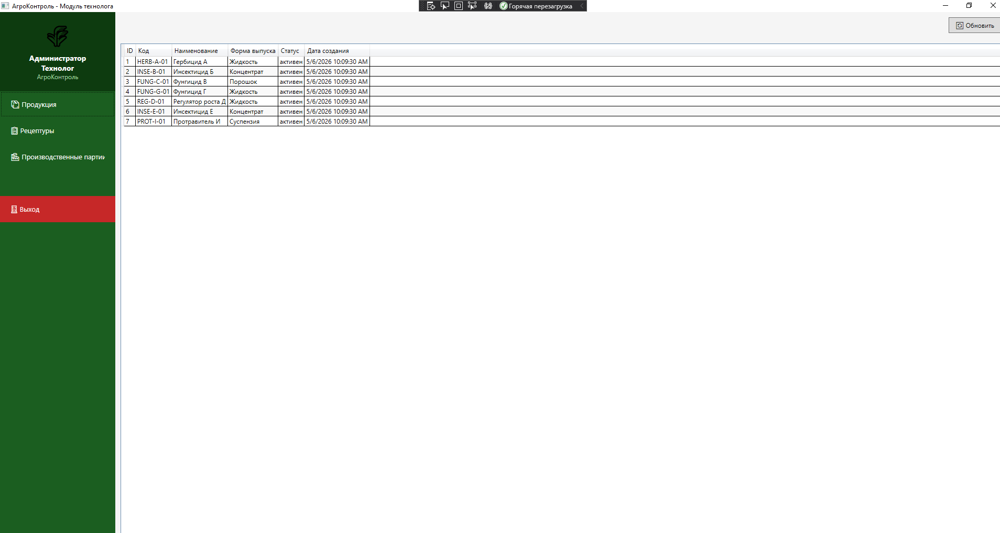 АгроКонтроль - Модуль технолога
Горячая перезагрузка
Администратор
Технолог
АгроКонтроль
Продукция
Рецептуры
Производственные партии
Выход
Обновить
ID Код Наименование Форма выпуска Статус Дата создания
1 HERB-A-01 Гербицид А Жидкость активен 5/6/2026 10:09:30 AM
2 INSE-B-01 Инсектицид Б Концентрат активен 5/6/2026 10:09:30 AM
3 FUNG-C-01 Фунгицид В Порошок активен 5/6/2026 10:09:30 AM
4 FUNG-G-01 Фунгицид Г Жидкость активен 5/6/2026 10:09:30 AM
5 REG-D-01 Регулятор роста Д Жидкость активен 5/6/2026 10:09:30 AM
6 INSE-E-01 Инсектицид Е Концентрат активен 5/6/2026 10:09:30 AM
7 PROT-I-01 Протравитель И Суспензия активен 5/6/2026 10:09:30 AM